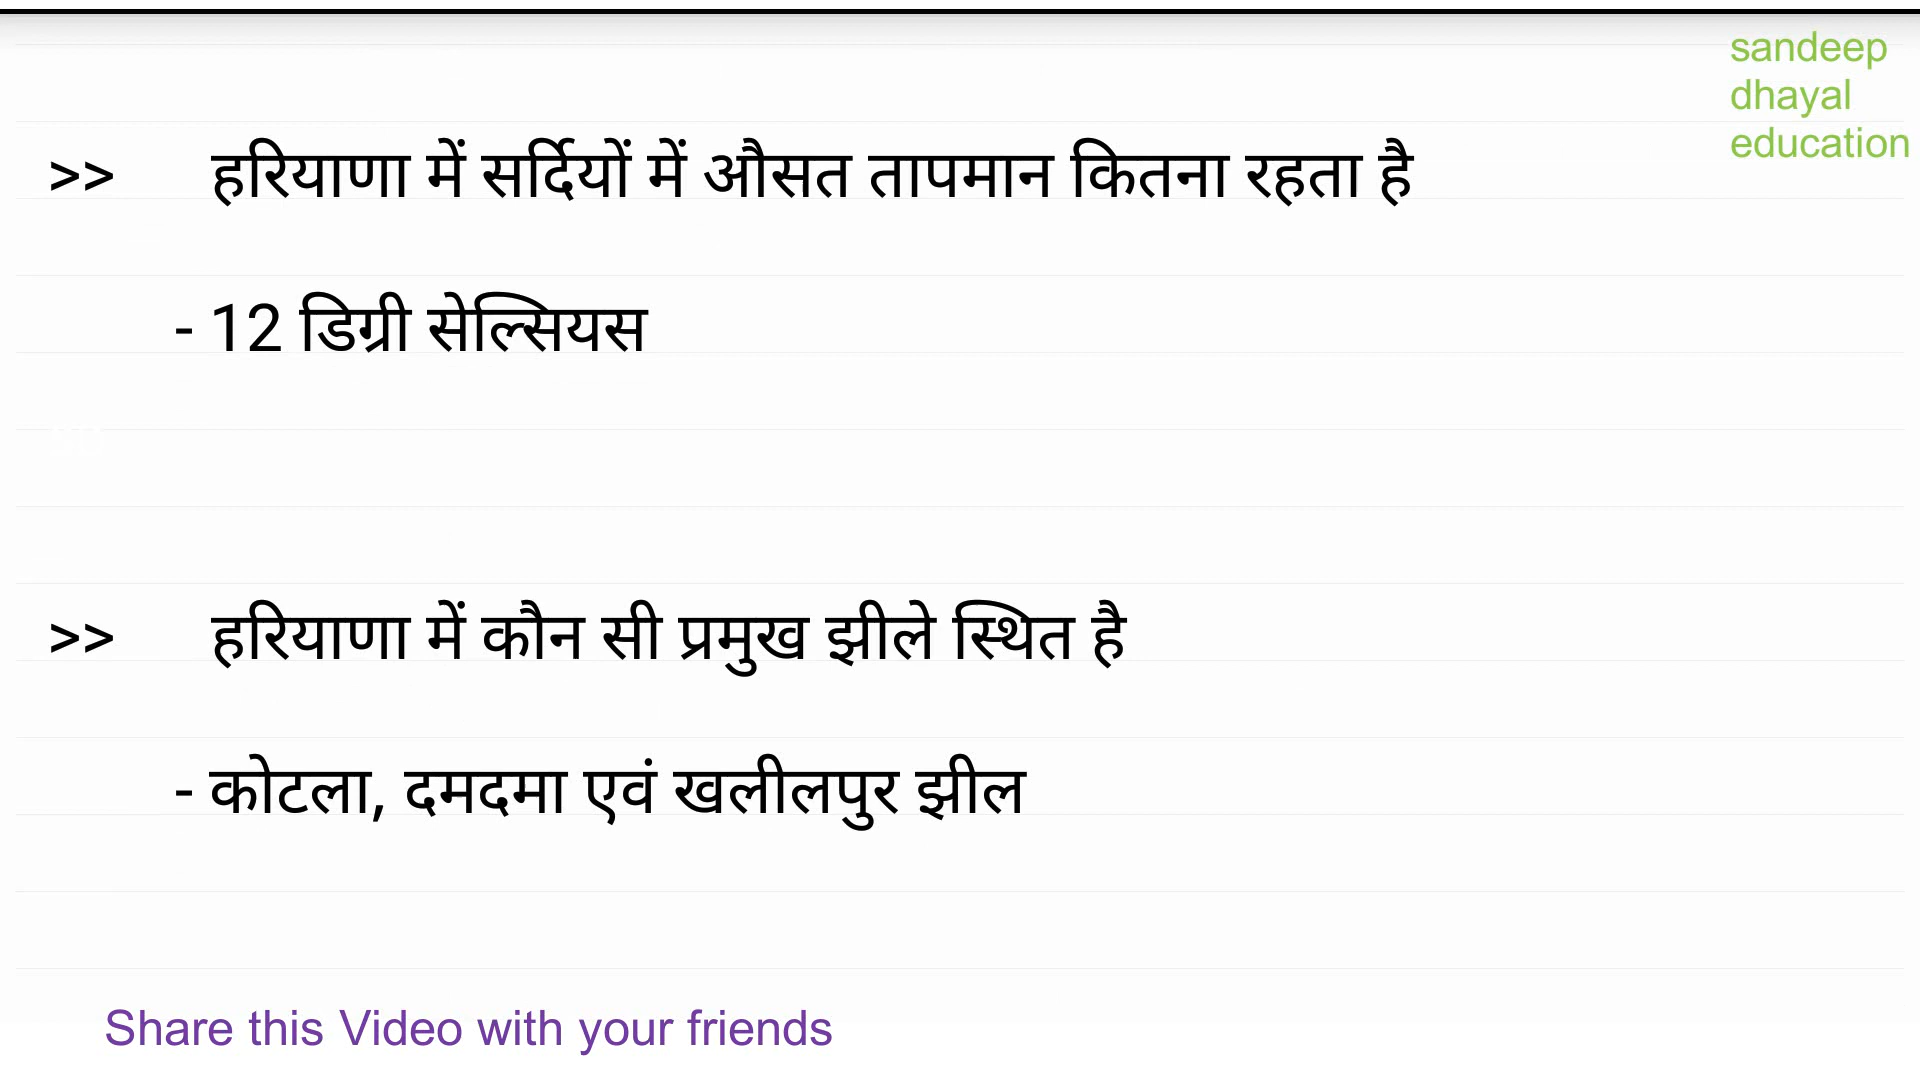 sandeep
dhayal
education
>> हरियाणा में सर्दियों में औसत तापमान कितना रहता है
- 12 डिग्री सेल्सियस
>> हरियाणा में कौन सी प्रमुख झीले स्थित है
- कोटला, दमदमा एवं खलीलपुर झील
Share this Video with your friends